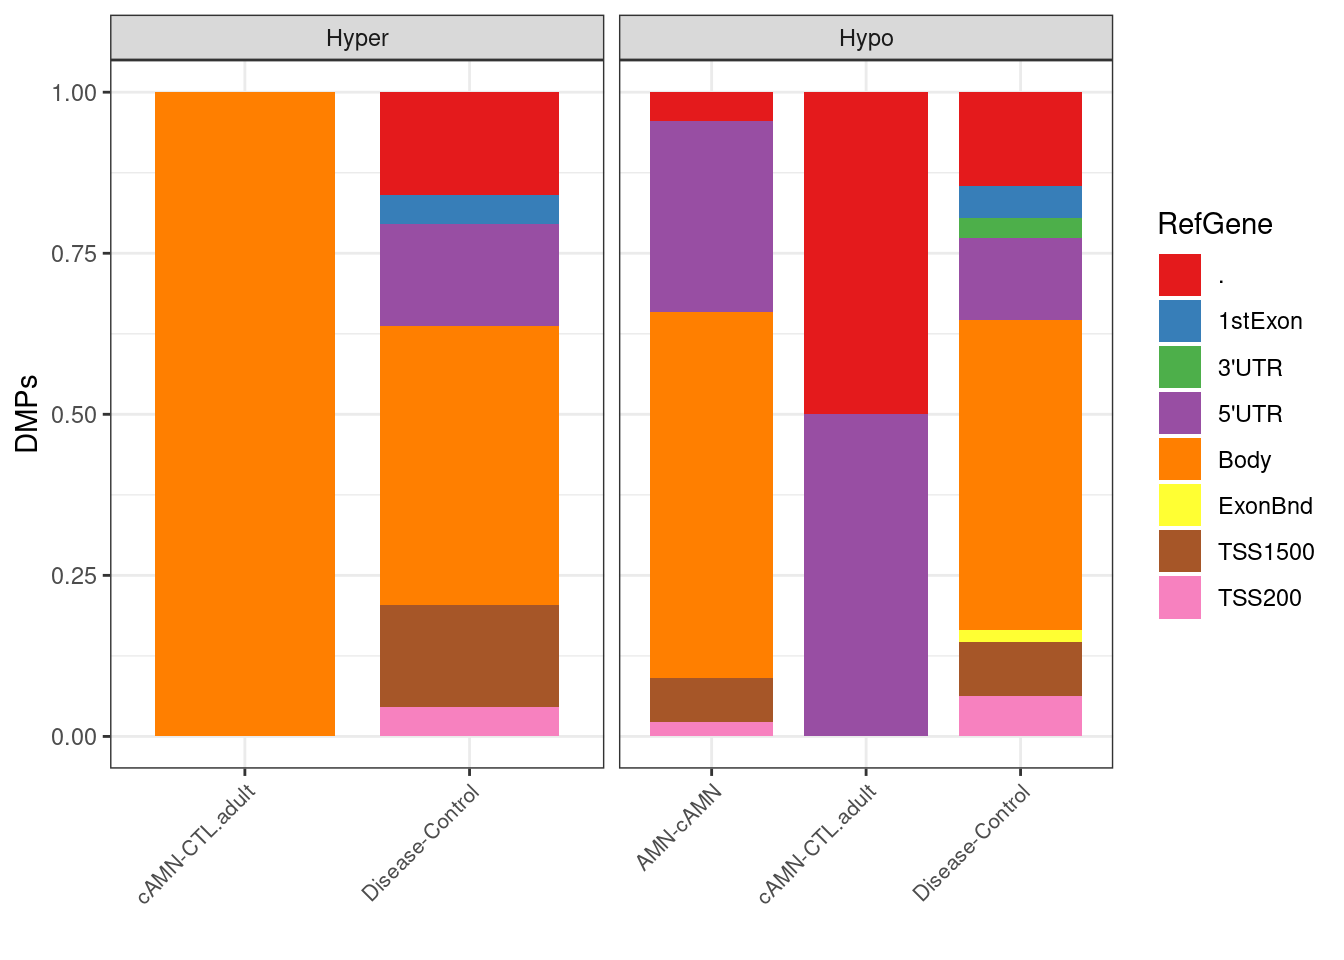 Hyper
Hypo
1.00
0.75
0.50
0.25
0.00
DMPs
cAMN-CTL.adult
Disease-Control
AMN-cAMN
cAMN-CTL.adult
Disease-Control
RefGene
.
1stExon
3'UTR
5'UTR
Body
ExonBnd
TSS1500
TSS200